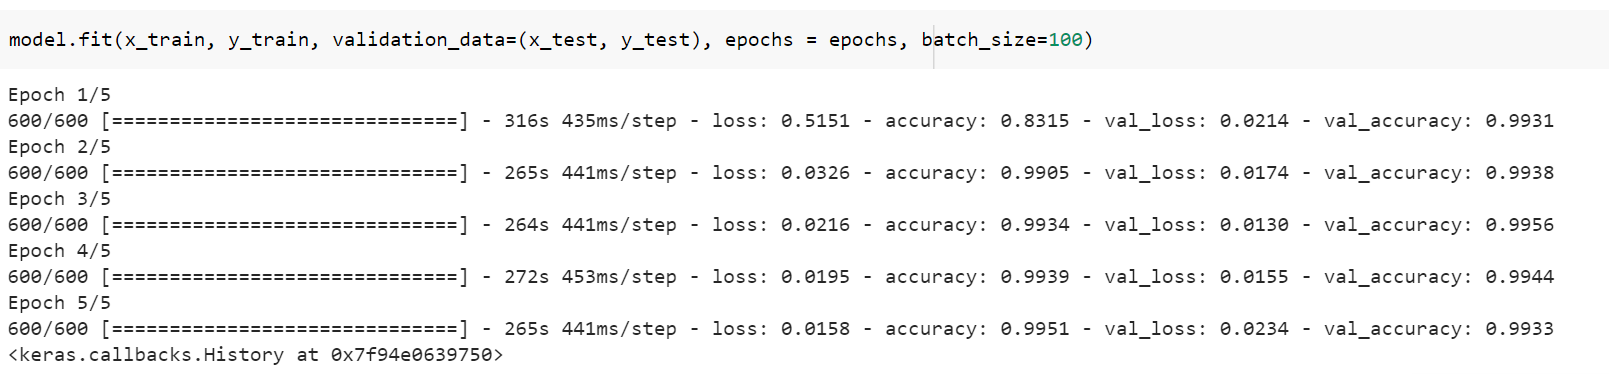 model.fit(x_train, y_train, validation_data=(x_test, y_test), epochs = epochs, batch_size=100)
Epoch 1/5
600/600 [==============================] - 316s 435ms/step - loss: 0.5151 - accuracy: 0.8315 - val_loss: 0.0214 - val_accuracy: 0.9931
Epoch 2/5
600/600 [==============================] - 265s 441ms/step - loss: 0.0326 - accuracy: 0.9905 - val_loss: 0.0174 - val_accuracy: 0.9938
Epoch 3/5
600/600 [==============================] - 264s 441ms/step - loss: 0.0216 - accuracy: 0.9934 - val_loss: 0.0130 - val_accuracy: 0.9956
Epoch 4/5
600/600 [==============================] - 272s 453ms/step - loss: 0.0195 - accuracy: 0.9939 - val_loss: 0.0155 - val_accuracy: 0.9944
Epoch 5/5
600/600 [==============================] - 265s 441ms/step - loss: 0.0158 - accuracy: 0.9951 - val_loss: 0.0234 - val_accuracy: 0.9933
<keras.callbacks.History at 0x7f94e0639750>